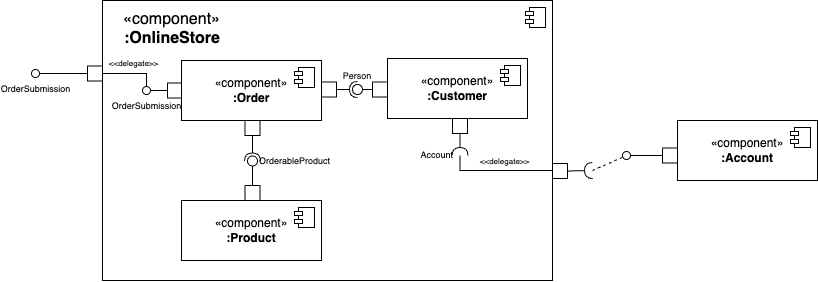 «component»
:OnlineStore
<<delegate>>
OrderSubmission
OrderSubmission
«component»
:Order
Person
«component»
:Customer
OrderableProduct
Account
<<delegate>>
«component»
:Account
«component»
:Product